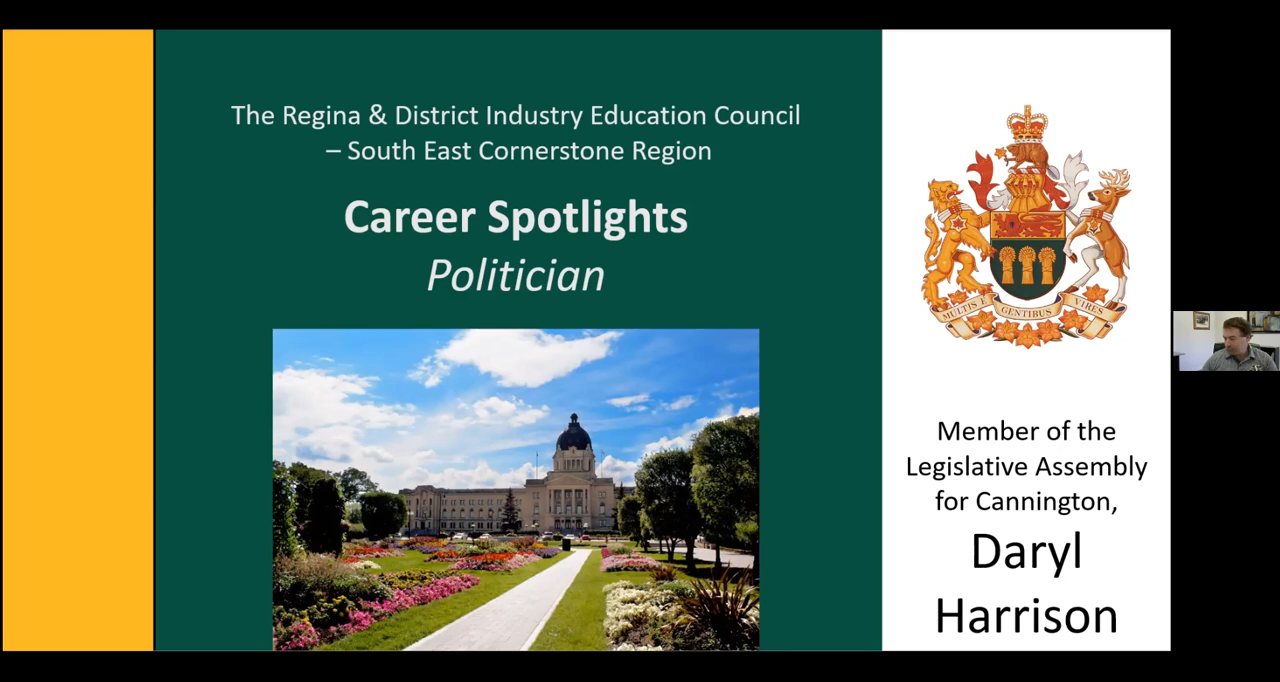 The Regina & District Industry Education Council
– South East Cornerstone Region
Career Spotlights
Politician
MULTIS E GENTIBUS VIRES
Member of the
Legislative Assembly
for Cannington,
Daryl
Harrison